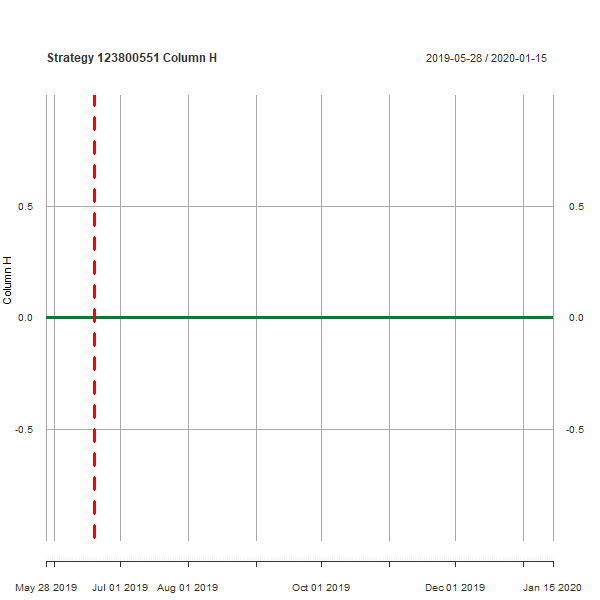 Strategy 123800551 Column H
2019-05-28 / 2020-01-15
0.5
0.5
Column H
0.0
0.0
-0.5
-0.5
May 28 2019
Jul 01 2019
Aug 01 2019
Oct 01 2019
Dec 01 2019
Jan 15 2020